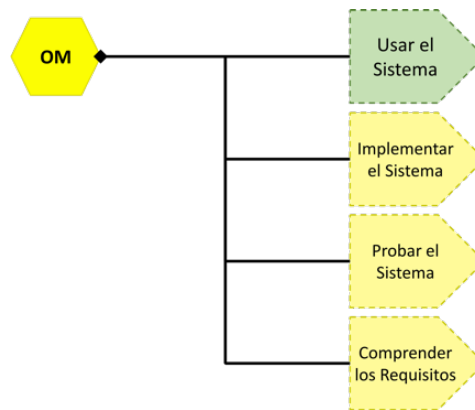 OM
Usar el
Sistema
Implementar
el Sistema
Probar el
Sistema
Comprender
los Requisitos